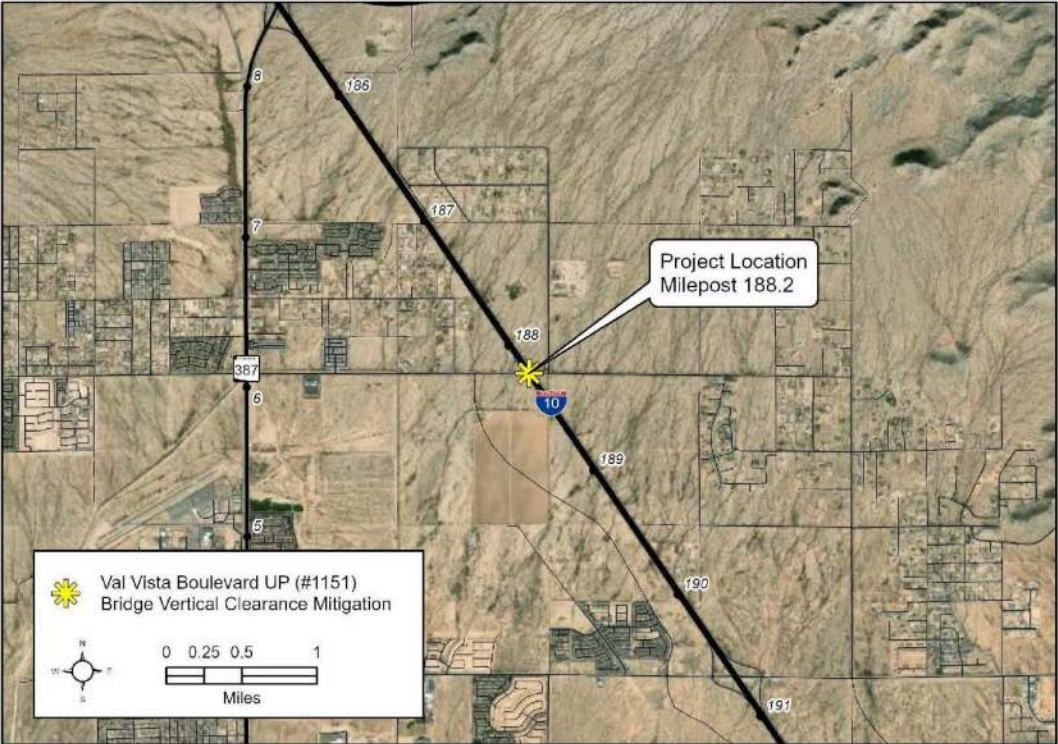 8
186
187
7
Project Location
Milepost 188.2
188
387
6
10
189
5
190
191
Val Vista Boulevard UP (#1151)
Bridge Vertical Clearance Mitigation
N
W E
S
0 0.25 0.5 1
Miles